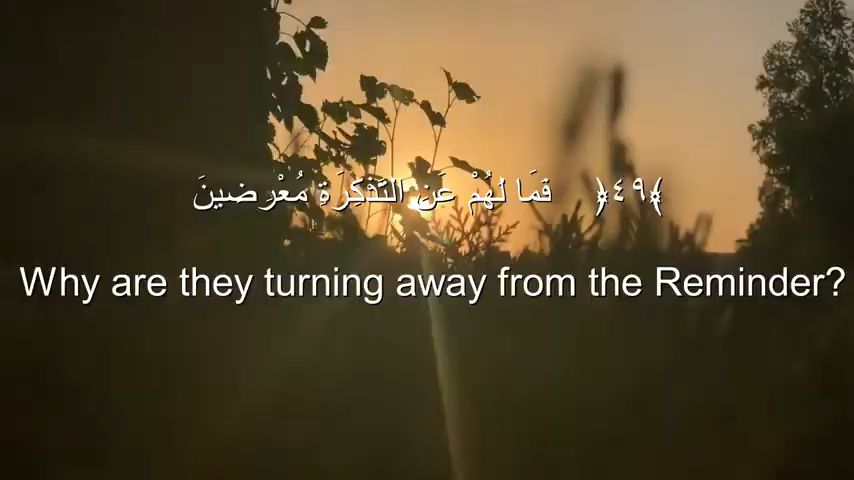 ﴿٤٩﴾ فَمَا لَهُمْ عَنِ التَّذْكِرَةِ مُعْرِضِينَ
Why are they turning away from the Reminder?